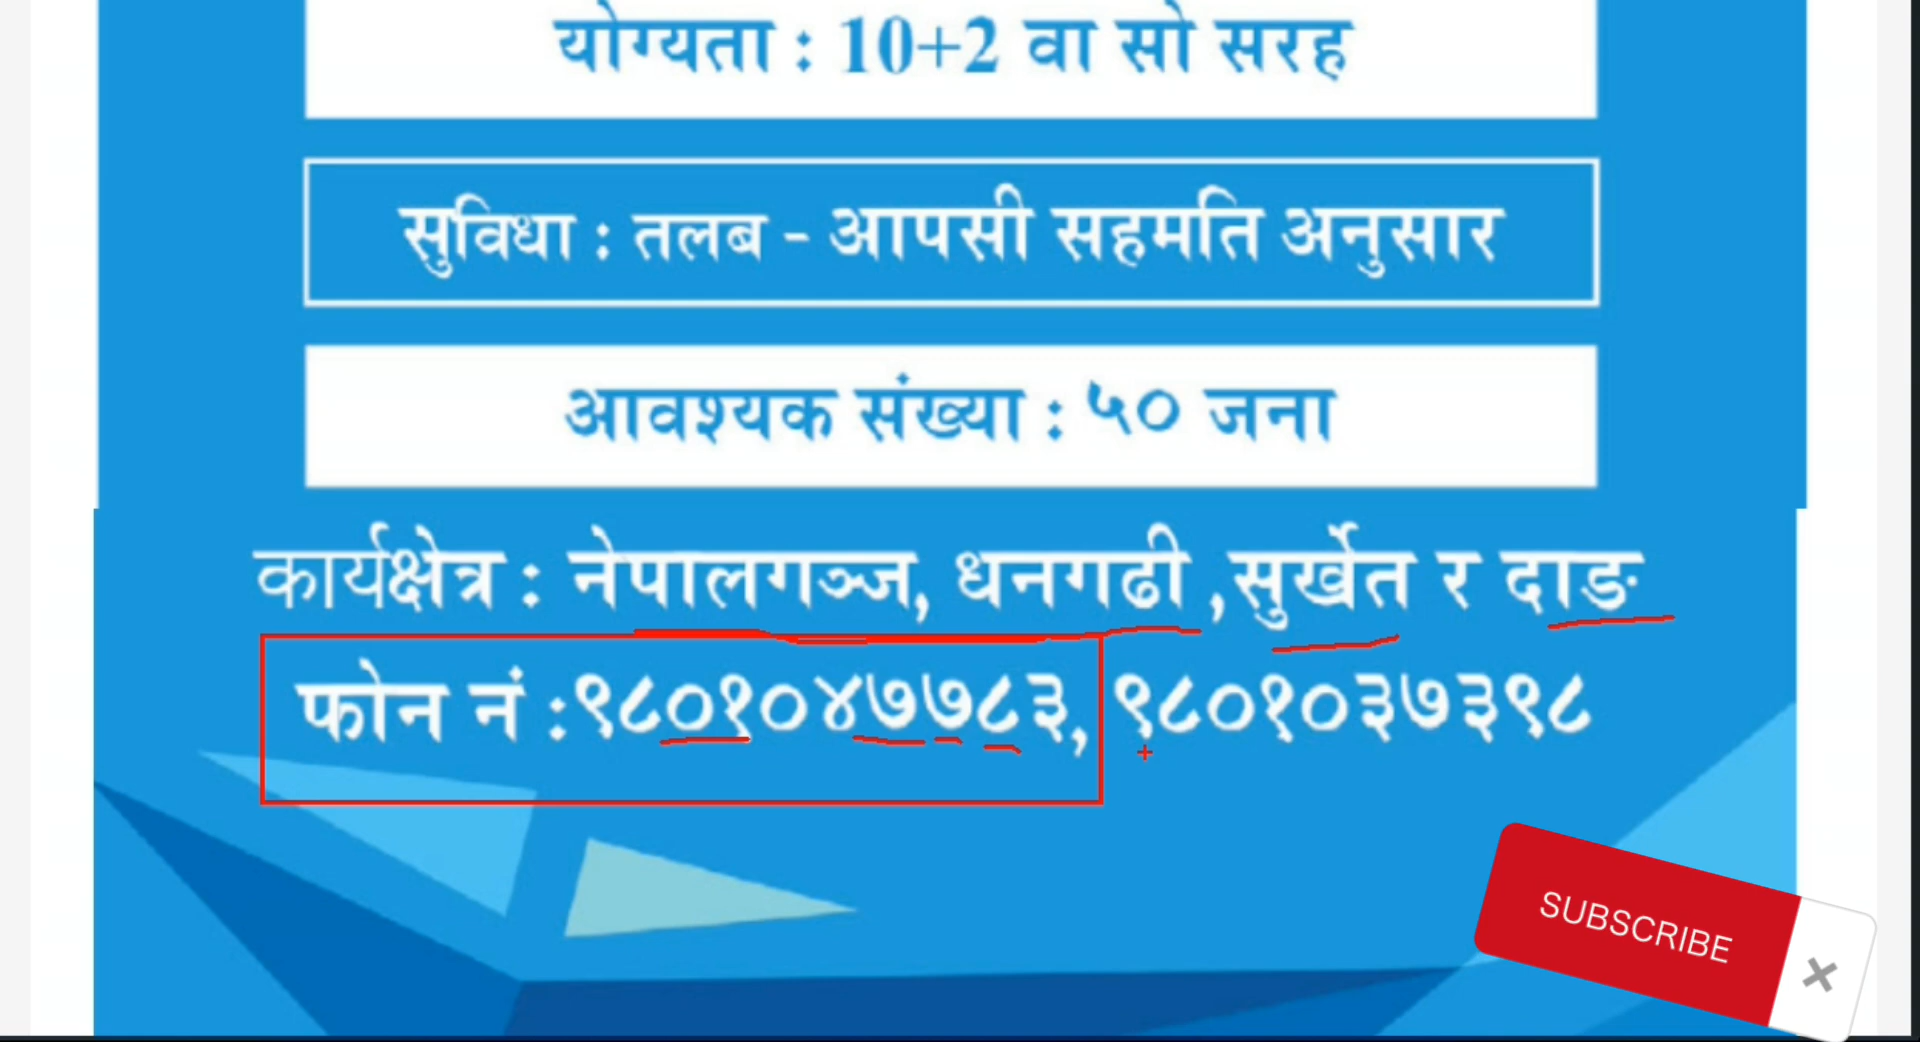 योग्यता : 10+2 वा सो सरह
सुविधा : तलब - आपसी सहमति अनुसार
आवश्यक संख्या : ५० जना
कार्यक्षेत्र : नेपालगञ्ज, धनगढी ,सुर्खेत र दाङ
फोन नं :९८०१०४७७८३, ९८०१०३७३९८
SUBSCRIBE